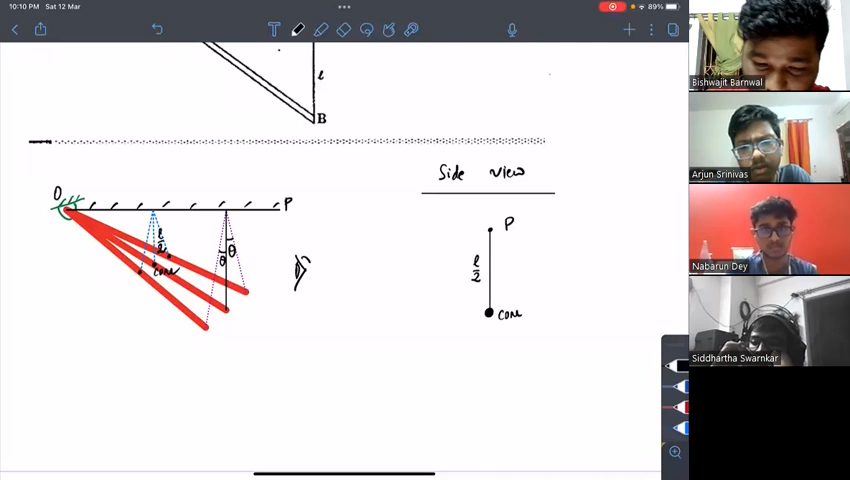 10:10 PM Sat 12 Mar
89%
T
l
B
Bishwajit Barnwal
Side view
Arjun Srinivas
O
P
P
l/2
θ
θ
com
l/2
com
Nabarun Dey
Siddhartha Swarnkar